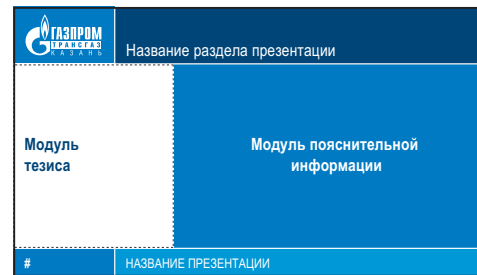 ГАЗПРОМ
ТРАНСГАЗ
КАЗАНЬ
Название раздела презентации
Модуль
тезиса
Модуль пояснительной
информации
#
НАЗВАНИЕ ПРЕЗЕНТАЦИИ